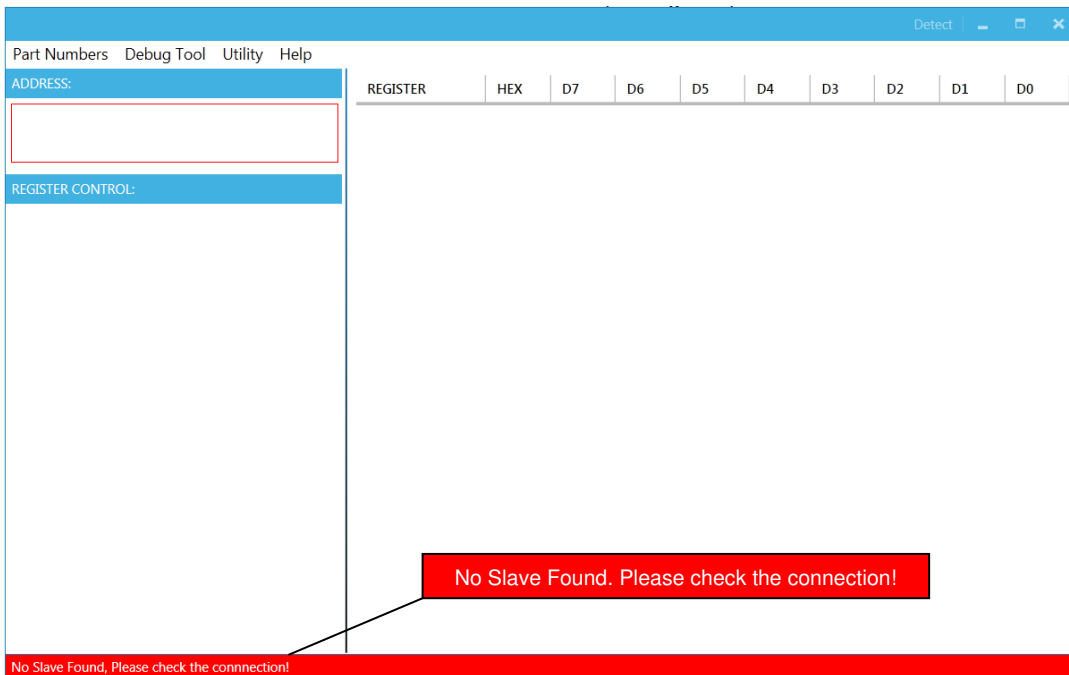 Detect
Part Numbers Debug Tool Utility Help
ADDRESS:
REGISTER CONTROL:
REGISTER HEX D7 D6 D5 D4 D3 D2 D1 D0
No Slave Found. Please check the connection!
No Slave Found, Please check the connnection!